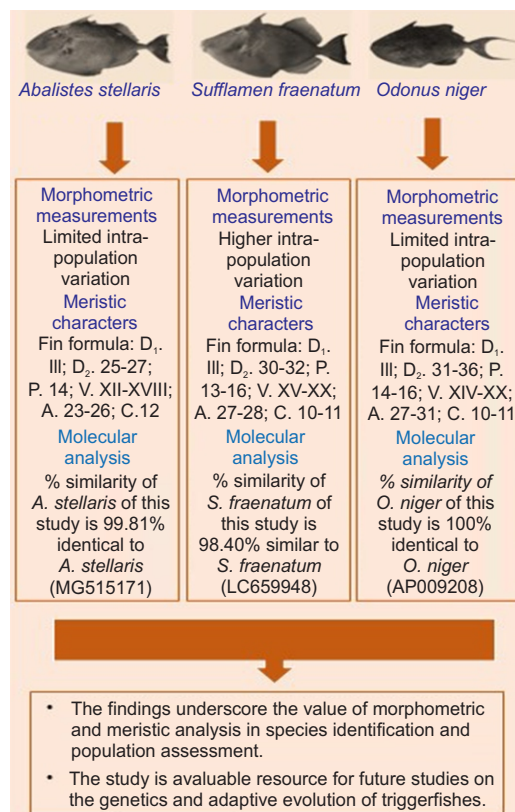 Abalistes stellaris Sufflamen fraenatum Odonus niger
Morphometric
measurements
Limited intra-
population
variation
Meristic
characters
Fin formula: D₁.
III; D₂. 25-27;
P. 14; V. XII-XVIII;
A. 23-26; C.12
Molecular
analysis
% similarity of
A. stellaris of this
study is 99.81%
identical to
A. stellaris
(MG515171)
Morphometric
measurements
Higher intra-
population
variation
Meristic
characters
Fin formula: D₁.
III; D₂. 30-32; P.
13-16; V. XV-XX;
A. 27-28; C. 10-11
Molecular
analysis
% similarity of
S. fraenatum of
this study is
98.40% similar to
S. fraenatum
(LC659948)
Morphometric
measurements
Limited intra-
population
variation
Meristic
characters
Fin formula: D₁.
III; D₂. 31-36; P.
14-16; V. XIV-XX;
A. 27-31; C. 10-11
Molecular
analysis
% similarity of
O. niger of this
study is 100%
identical to
O. niger
(AP009208)
• The findings underscore the value of morphometric
and meristic analysis in species identification and
population assessment.
• The study is avaluable resource for future studies on
the genetics and adaptive evolution of triggerfishes.